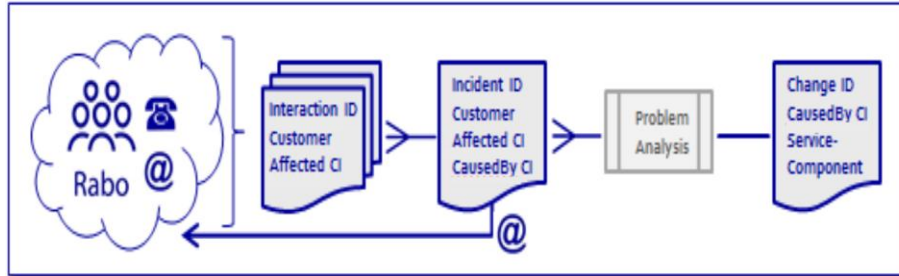 Rabo
@
Interaction ID
Customer
Affected CI
Incident ID
Customer
Affected CI
CausedBy CI
@
Problem
Analysis
Change ID
CausedBy CI
Service-
Component